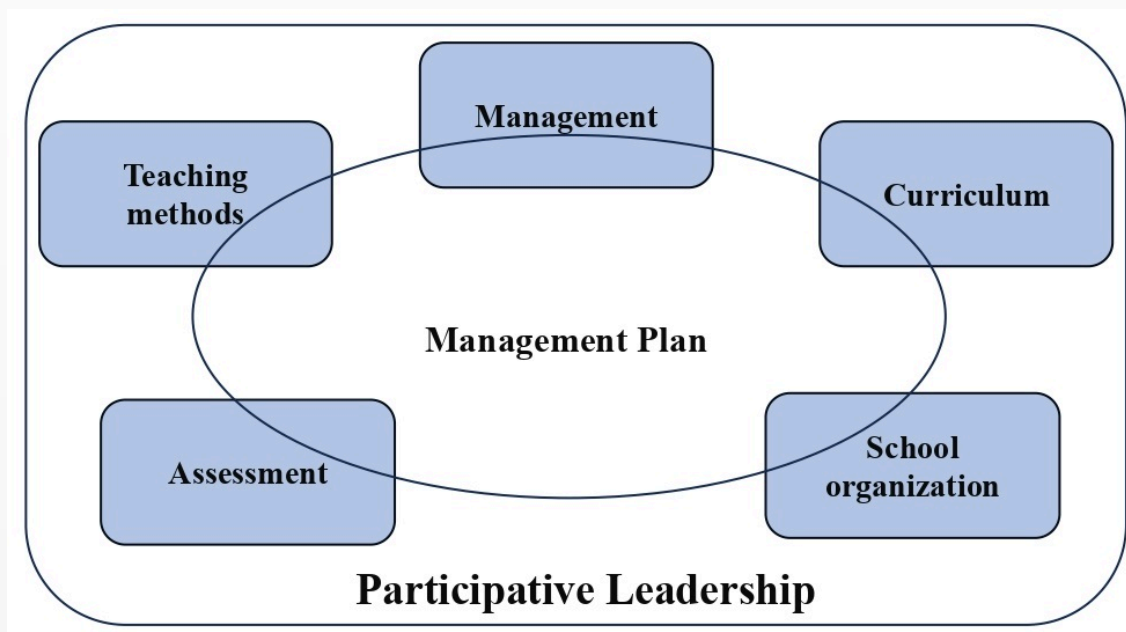 Management
Teaching
methods
Curriculum
Management Plan
Assessment
School
organization
Participative Leadership